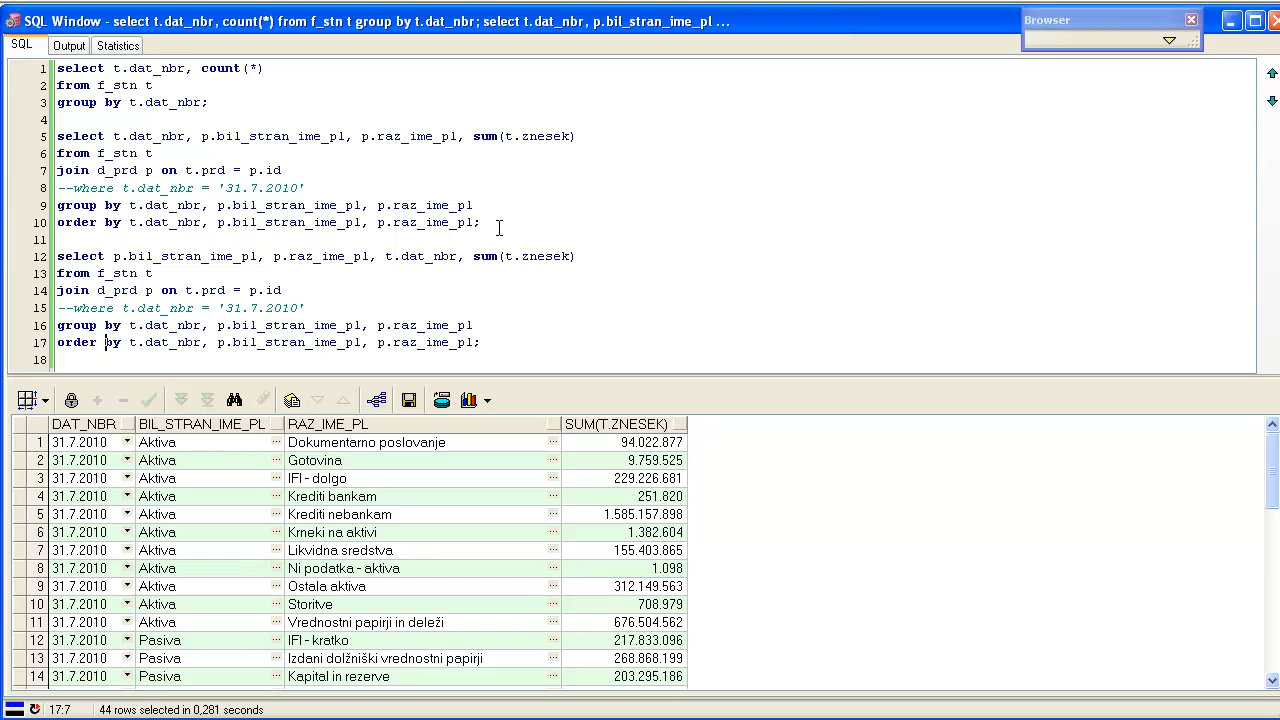 SQL Window - select t.dat_nbr, count(*) from f_stn t group by t.dat_nbr; select t.dat_nbr, p.bil_stran_ime_pl ...
Browser
SQL Output Statistics
1 select t.dat_nbr, count(*)
2 from f_stn t
3 group by t.dat_nbr;
4
5 select t.dat_nbr, p.bil_stran_ime_pl, p.raz_ime_pl, sum(t.znesek)
6 from f_stn t
7 join d_prd p on t.prd = p.id
8 --where t.dat_nbr = '31.7.2010'
9 group by t.dat_nbr, p.bil_stran_ime_pl, p.raz_ime_pl
10 order by t.dat_nbr, p.bil_stran_ime_pl, p.raz_ime_pl;
11
12 select p.bil_stran_ime_pl, p.raz_ime_pl, t.dat_nbr, sum(t.znesek)
13 from f_stn t
14 join d_prd p on t.prd = p.id
15 --where t.dat_nbr = '31.7.2010'
16 group by t.dat_nbr, p.bil_stran_ime_pl, p.raz_ime_pl
17 order by t.dat_nbr, p.bil_stran_ime_pl, p.raz_ime_pl;
18
DAT_NBR BIL_STRAN_IME_PL RAZ_IME_PL SUM(T.ZNESEK)
1 31.7.2010 Aktiva Dokumentarno poslovanje 94.022.877
2 31.7.2010 Aktiva Gotovina 9.759.525
3 31.7.2010 Aktiva IFI - dolgo 229.226.681
4 31.7.2010 Aktiva Krediti bankam 251.820
5 31.7.2010 Aktiva Krediti nebankam 1.585.157.898
6 31.7.2010 Aktiva Krneki na aktivi 1.382.604
7 31.7.2010 Aktiva Likvidna sredstva 155.403.865
8 31.7.2010 Aktiva Ni podatka - aktiva 1.098
9 31.7.2010 Aktiva Ostala aktiva 312.149.563
10 31.7.2010 Aktiva Storitve 708.979
11 31.7.2010 Aktiva Vrednostni papirji in deleži 676.504.562
12 31.7.2010 Pasiva IFI - kratko 217.833.096
13 31.7.2010 Pasiva Izdani dolžniški vrednostni papirji 268.868.199
14 31.7.2010 Pasiva Kapital in rezerve 203.295.186
17:7 44 rows selected in 0,281 seconds